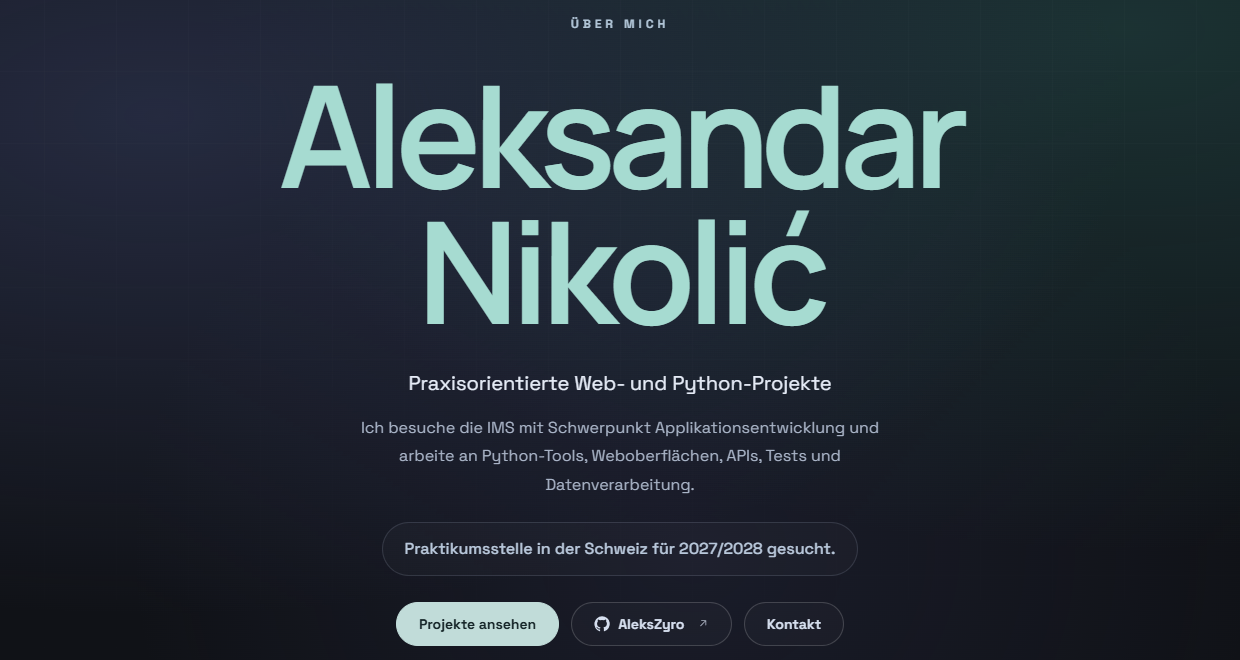 ÜBER MICH
Aleksandar
Nikolić
Praxisorientierte Web- und Python-Projekte
Ich besuche die IMS mit Schwerpunkt Applikationsentwicklung und
arbeite an Python-Tools, Weboberflächen, APIs, Tests und
Datenverarbeitung.
Praktikumsstelle in der Schweiz für 2027/2028 gesucht.
Projekte ansehen
AleksZyro ↗
Kontakt